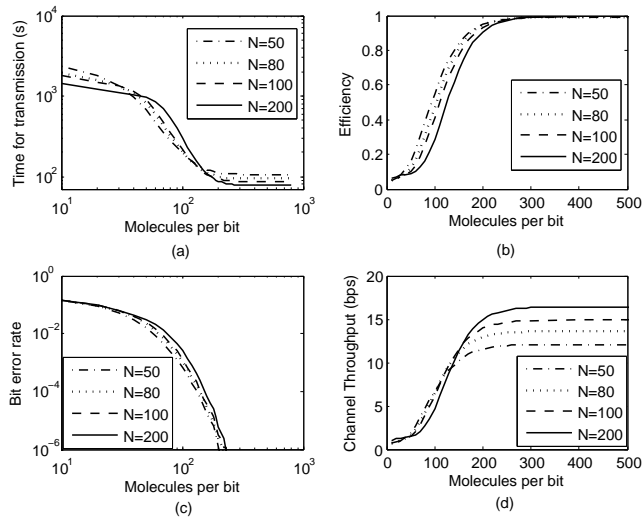 Time for transmission (s)
10^4
10^3
10^2
10^1
10^2
10^3
Molecules per bit
N=50
N=80
N=100
N=200
(a)
Efficiency
1
0.8
0.6
0.4
0.2
0
0
100
200
300
400
500
Molecules per bit
N=50
N=80
N=100
N=200
(b)
Bit error rate
10^0
10^-2
10^-4
10^-6
10^1
10^2
10^3
Molecules per bit
N=50
N=80
N=100
N=200
(c)
Channel Throughput (bps)
20
15
10
5
0
0
100
200
300
400
500
Molecules per bit
N=50
N=80
N=100
N=200
(d)